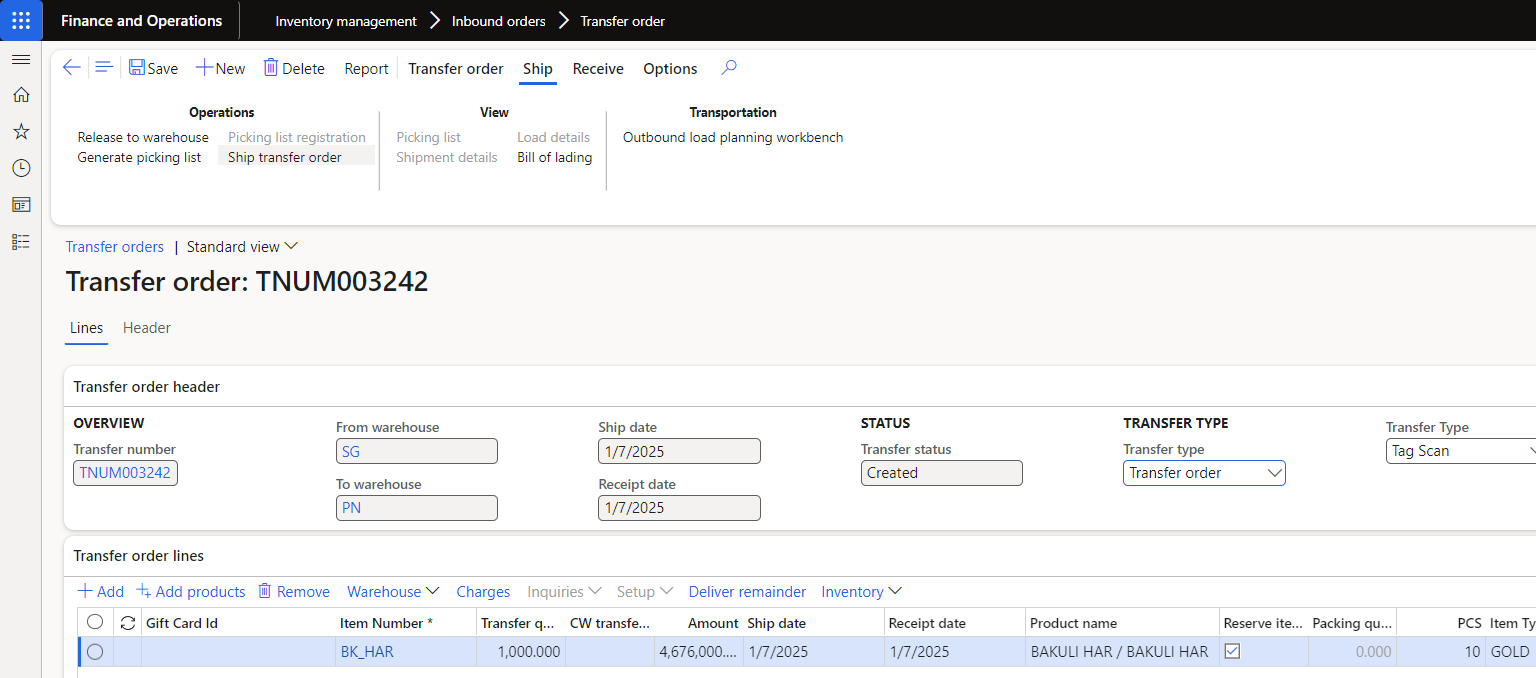 Finance and Operations Inventory management Inbound orders Transfer order
Save New Delete Report Transfer order Ship Receive Options
Operations View Transportation
Release to warehouse Picking list registration Picking list Load details Outbound load planning workbench
Generate picking list Ship transfer order Shipment details Bill of lading
Transfer orders | Standard view
Transfer order: TNUM003242
Lines Header
Transfer order header
OVERVIEW From warehouse Ship date STATUS TRANSFER TYPE Transfer Type
Transfer number SG 1/7/2025 Transfer status Transfer type Tag Scan
TNUM003242 To warehouse Receipt date Created Transfer order
PN 1/7/2025
Transfer order lines
Add Add products Remove Warehouse Charges Inquiries Setup Deliver remainder Inventory
Gift Card Id Item Number * Transfer q... CW transfe... Amount Ship date Receipt date Product name Reserve ite... Packing qu... PCS Item Ty
BK_HAR 1,000.000 4,676,000.... 1/7/2025 1/7/2025 BAKULI HAR / BAKULI HAR 0.000 10 GOLD